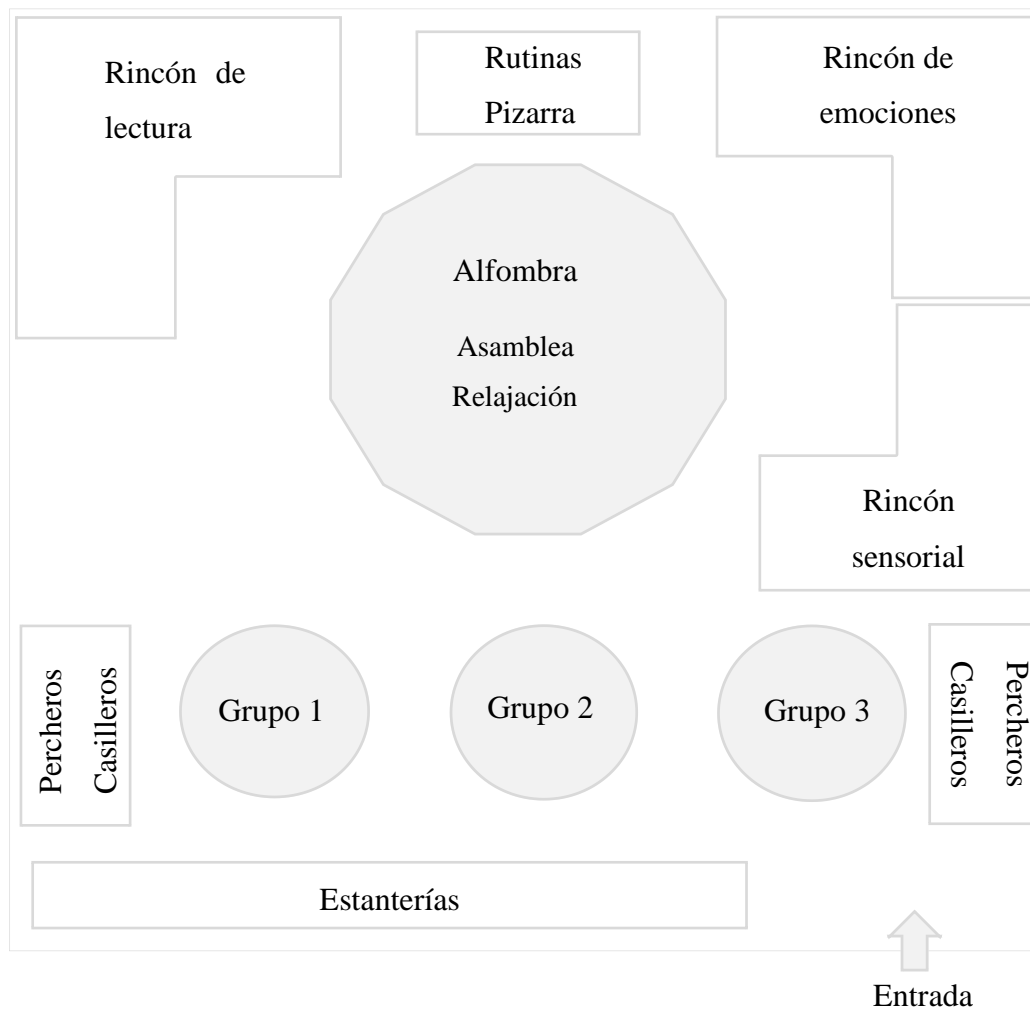 Rincón de
lectura
Rutinas
Pizarra
Rincón de
emociones
Alfombra
Asamblea
Relajación
Rincón
sensorial
Percheros
Casilleros
Grupo 1
Grupo 2
Grupo 3
Percheros
Casilleros
Estanterías
Entrada